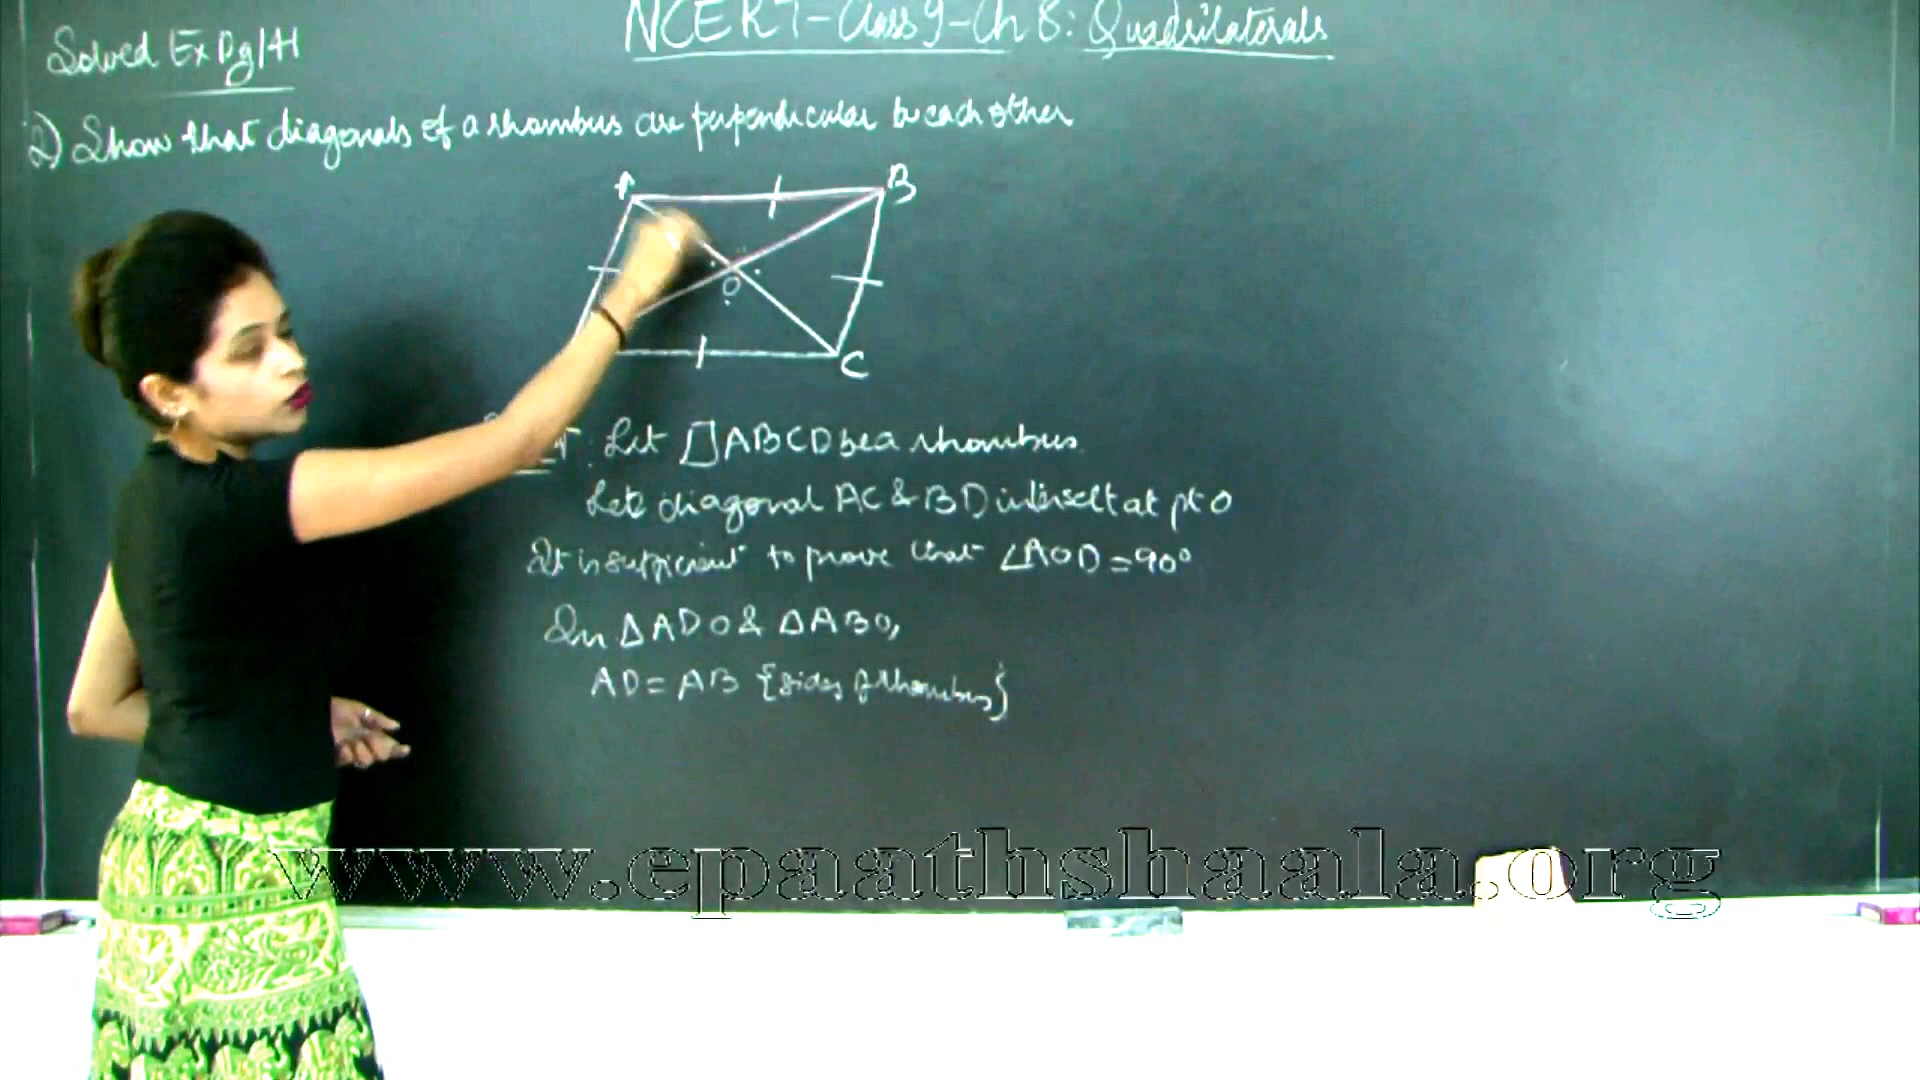 NCERT-Class 9-Ch 8: Quadrilaterals
Solved Ex Pg 141
2) Show that diagonals of a rhombus are perpendicular to each other
A
B
O
C
Let ABCD be a rhombus.
Let diagonal AC & BD intersect at pt O
It is sufficient to prove that ∠AOD = 90°
In △ADO & △ABO,
AD = AB {sides of rhombus}
www.epaathshaala.org